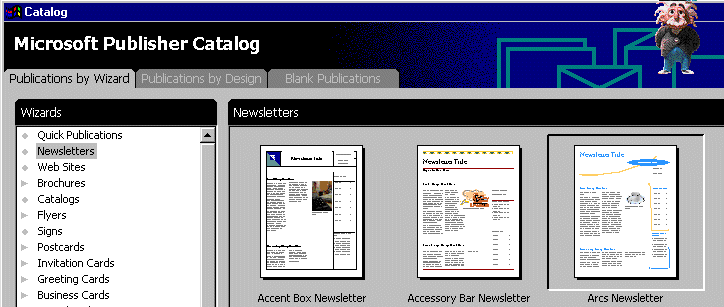 Catalog
Microsoft Publisher Catalog
Publications by Wizard Publications by Design Blank Publications
Wizards
Quick Publications
Newsletters
Web Sites
Brochures
Catalogs
Flyers
Signs
Postcards
Invitation Cards
Greeting Cards
Business Cards
Newsletters
Newsletter Title
Newsletter Title
Newsletter Title
Accent Box Newsletter
Accessory Bar Newsletter
Arcs Newsletter